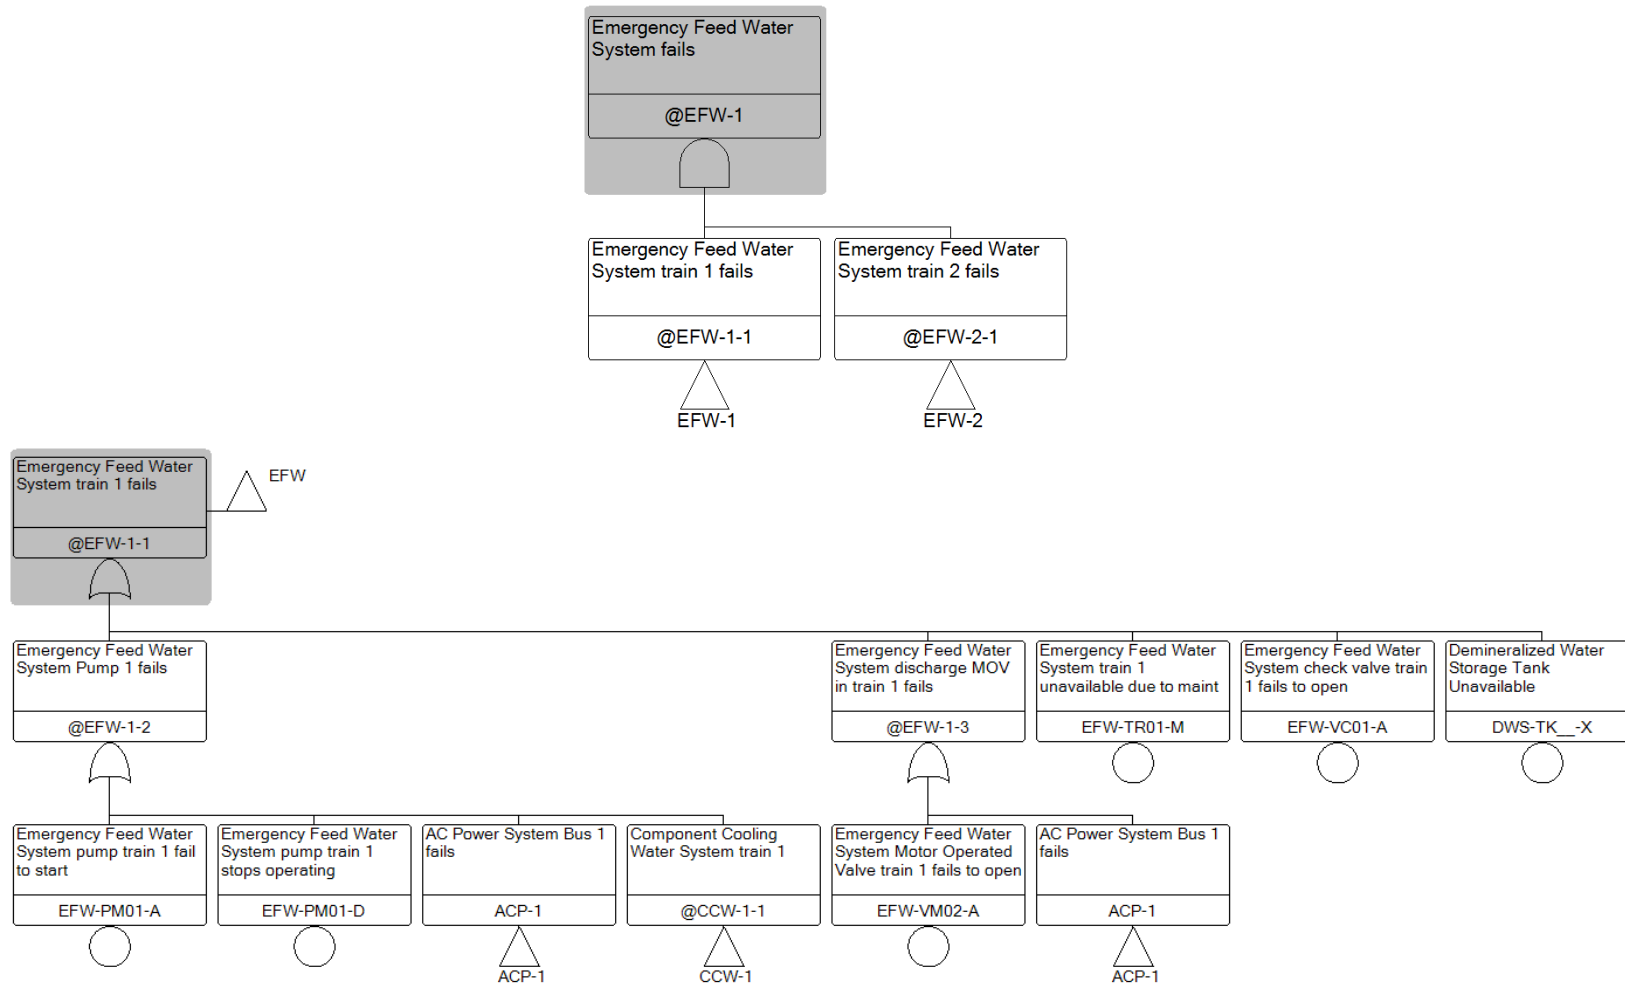 Emergency Feed Water
System fails
@EFW-1
Emergency Feed Water
System train 1 fails
@EFW-1-1
EFW-1
Emergency Feed Water
System train 2 fails
@EFW-2-1
EFW-2
Emergency Feed Water
System train 1 fails
@EFW-1-1
EFW
Emergency Feed Water
System Pump 1 fails
@EFW-1-2
Emergency Feed Water
System discharge MOV
in train 1 fails
@EFW-1-3
Emergency Feed Water
System train 1
unavailable due to maint
EFW-TR01-M
Emergency Feed Water
System check valve train
1 fails to open
EFW-VC01-A
Demineralized Water
Storage Tank
Unavailable
DWS-TK__-X
Emergency Feed Water
System pump train 1 fail
to start
EFW-PM01-A
Emergency Feed Water
System pump train 1
stops operating
EFW-PM01-D
AC Power System Bus 1
fails
ACP-1
ACP-1
Component Cooling
Water System train 1
@CCW-1-1
CCW-1
Emergency Feed Water
System Motor Operated
Valve train 1 fails to open
EFW-VM02-A
AC Power System Bus 1
fails
ACP-1
ACP-1